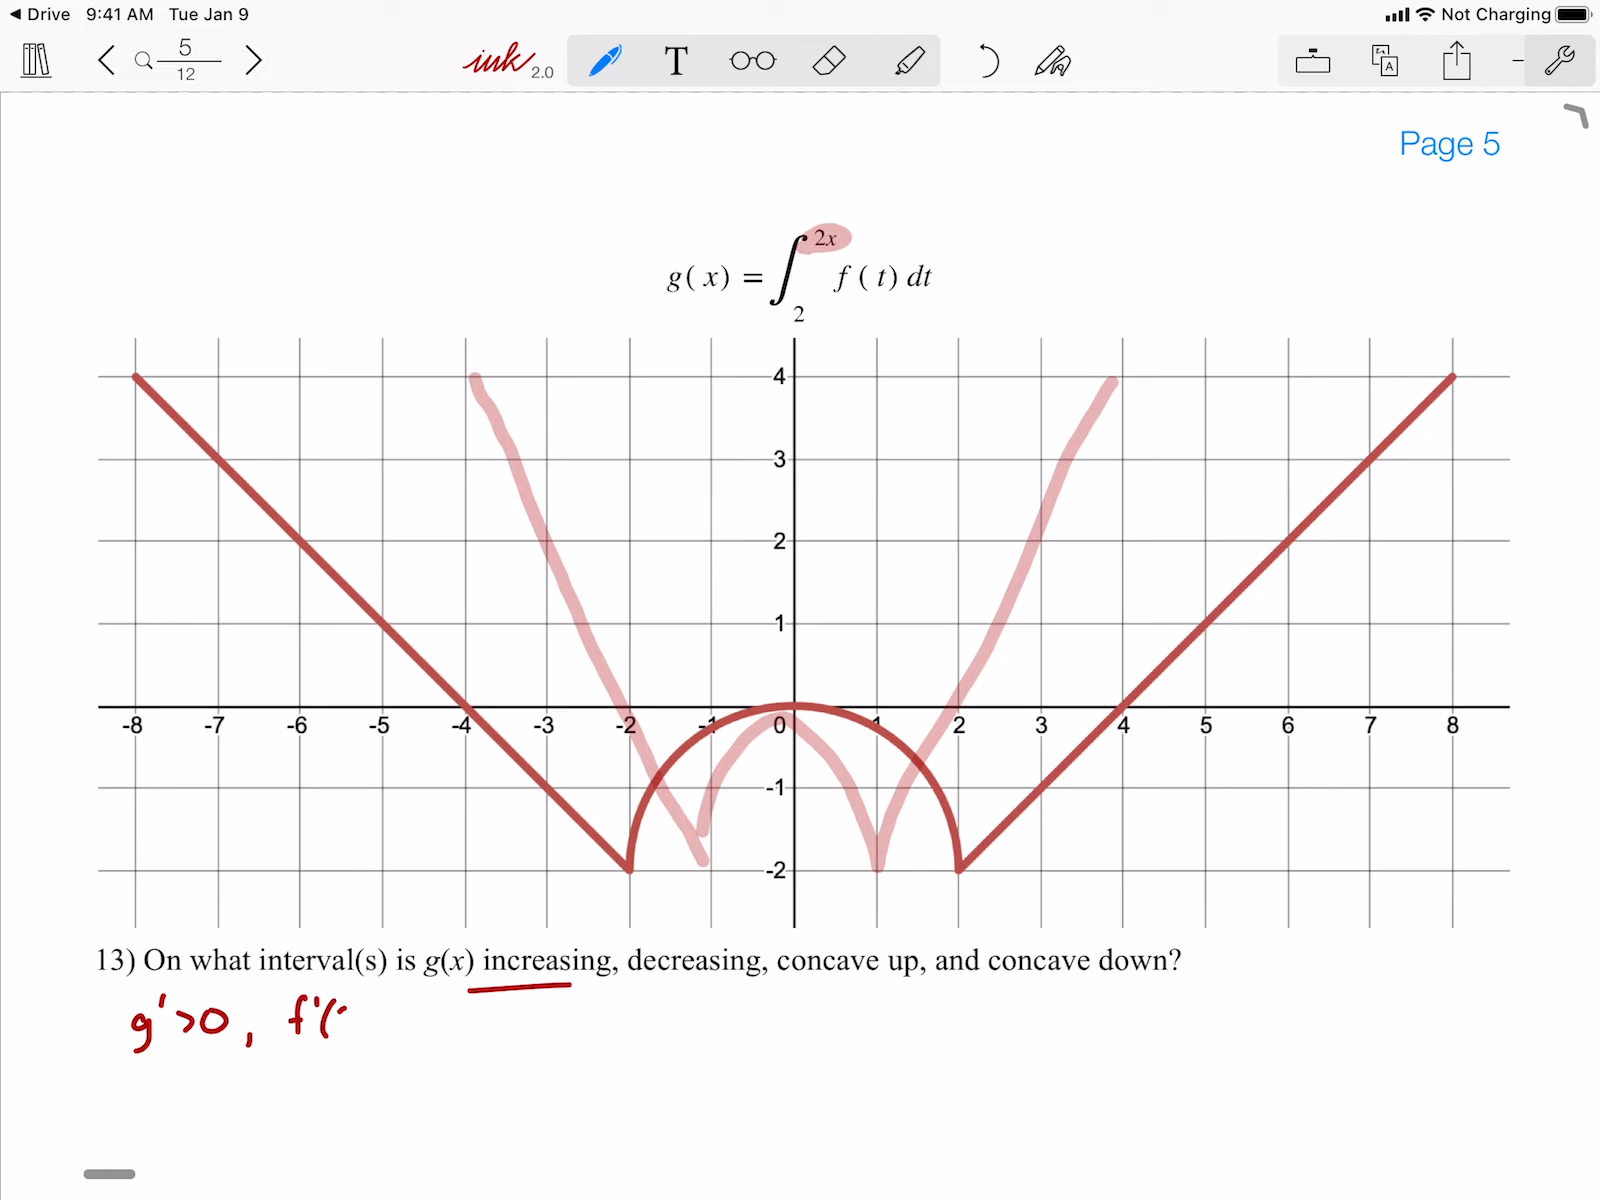 Drive 9:41 AM Tue Jan 9 Not Charging
5
12
ink 2.0 T A
Page 5
g(x) = ∫₂²ˣ f(t) dt
4
3
2
1
-8 -7 -6 -5 -4 -3 -2 -1 0 1 2 3 4 5 6 7 8
-1
-2
13) On what interval(s) is g(x) increasing, decreasing, concave up, and concave down?
g'>0, f'(